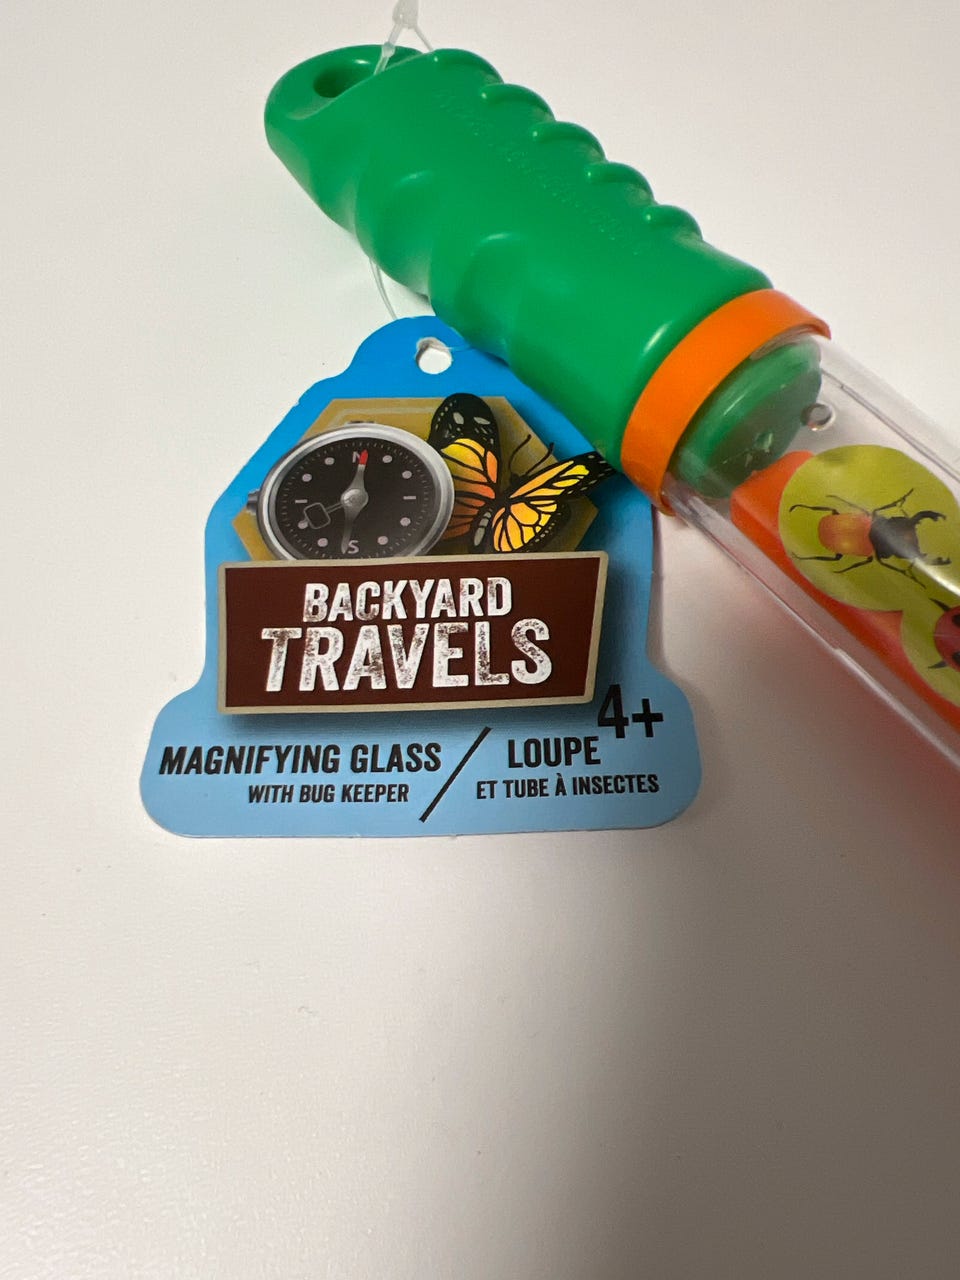 N
S
BACKYARD
TRAVELS
4+
MAGNIFYING GLASS / LOUPE
WITH BUG KEEPER / ET TUBE À INSECTES